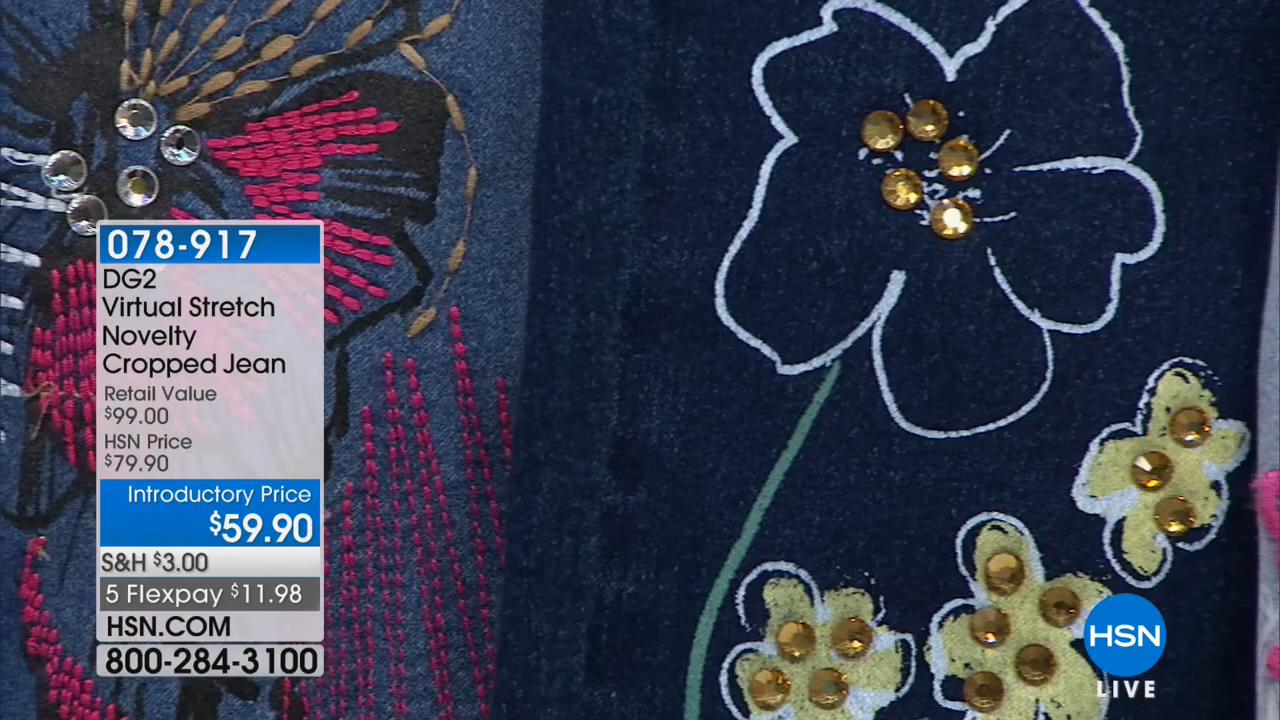 078-917
DG2
Virtual Stretch
Novelty
Cropped Jean
Retail Value
$99.00
HSN Price
$79.90
Introductory Price
$59.90
S&H $3.00
5 Flexpay $11.98
HSN.COM
800-284-3100
HSN
LIVE